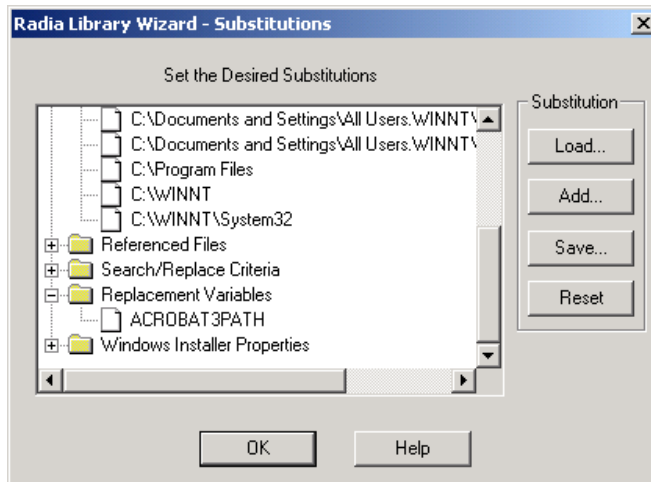 Radia Library Wizard - Substitutions
Set the Desired Substitutions
C:\Documents and Settings\All Users.WINNT\
C:\Documents and Settings\All Users.WINNT\
C:\Program Files
C:\WINNT
C:\WINNT\System32
Referenced Files
Search/Replace Criteria
Replacement Variables
ACROBAT3PATH
Windows Installer Properties
Substitution
Load...
Add...
Save...
Reset
OK
Help